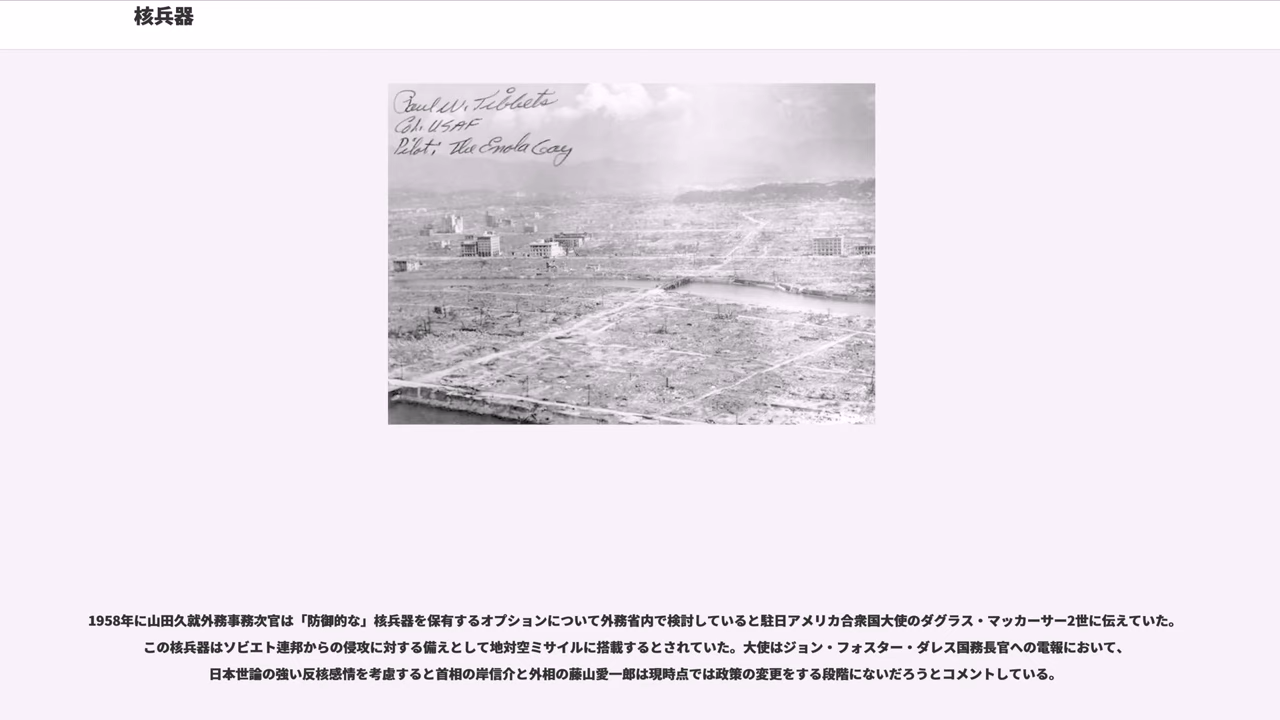 核兵器
Paul W. Tibbets
Col. USAF
Pilot; The Enola Gay
1958年に山田久就外務事務次官は「防御的な」核兵器を保有するオプションについて外務省内で検討していると駐日アメリカ合衆国大使のダグラス・マッカーサー2世に伝えていた。
この核兵器はソビエト連邦からの侵攻に対する備えとして地対空ミサイルに搭載するとされていた。大使はジョン・フォスター・ダレス国務長官への電報において、
日本世論の強い反核感情を考慮すると首相の岸信介と外相の藤山愛一郎は現時点では政策の変更をする段階にないだろうとコメントしている。